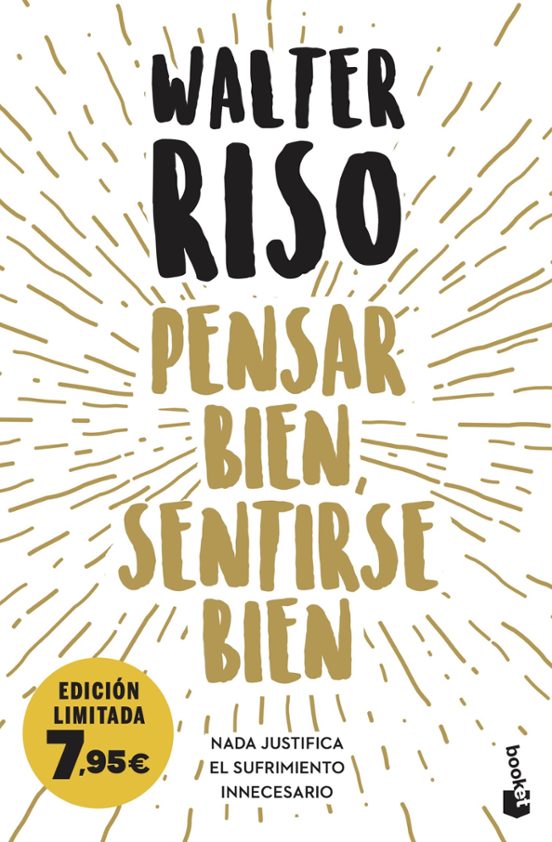 WALTER
RISO
PENSAR
BIEN,
SENTIRSE
BIEN
EDICIÓN
LIMITADA
7,95€
NADA JUSTIFICA
EL SUFRIMIENTO
INNECESARIO
booket